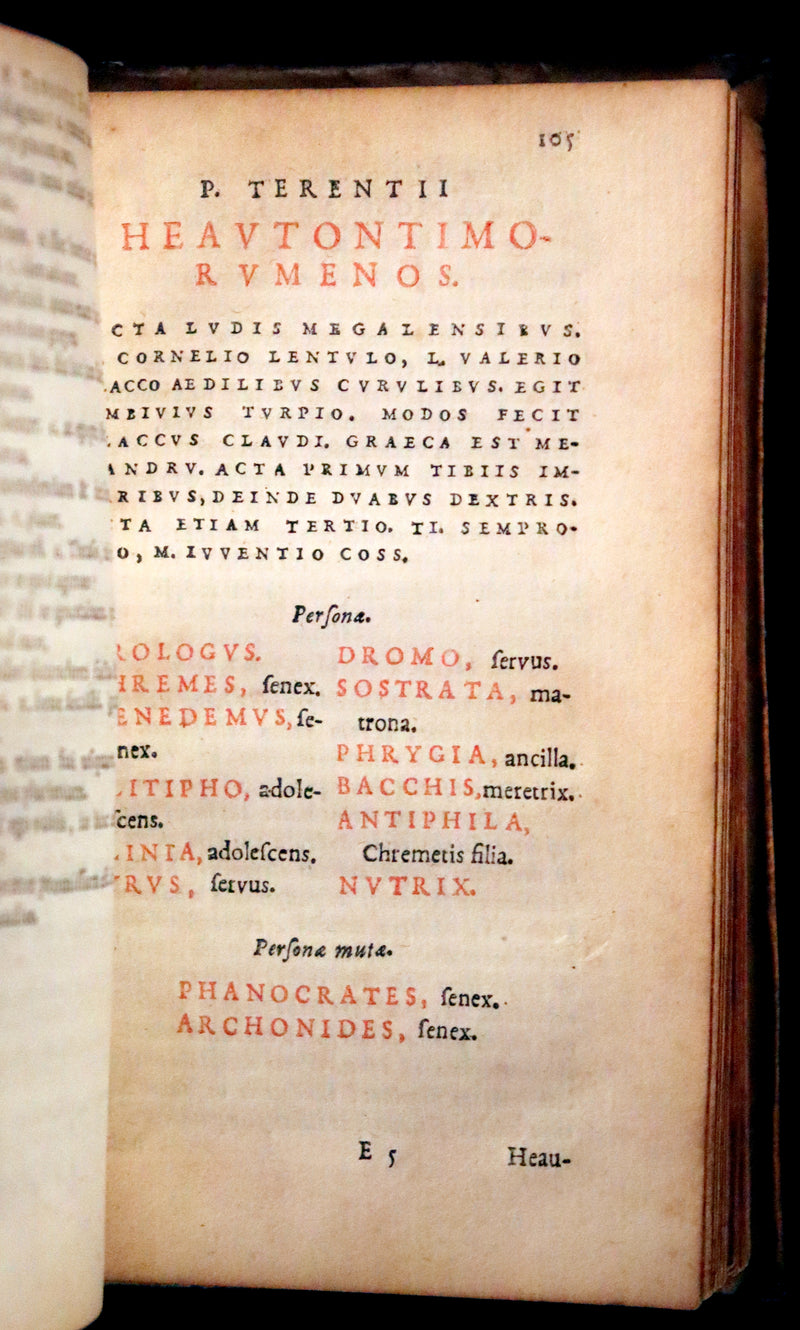 105
P. TERENTII
HEAVTONTIMO-
RVMENOS.
CTA LVDIS MEGALENSIBVS.
CORNELIO LENTVLO, L. VALERIO
ACCO AEDILIBVS CVRVLIBVS. EGIT
MBIVIVS TVRPIO. MODOS FECIT
ACCVS CLAVDI. GRAECA EST ME-
NDRV. ACTA PRIMVM TIBIIS IM-
RIBVS, DEINDE DVABVS DEXTRIS.
TA ETIAM TERTIO. TI. SEMPRO-
O, M. IVVENTIO COSS.
Perſonæ.
OLOGVS.
REMES, ſenex.
ENEDEMVS, ſe-
nex.
ITIPHO, adole-
cens.
INIA, adoleſcens.
RVS, ſervus.
DROMO, ſervus.
SOSTRATA, ma-
trona.
PHRYGIA, ancilla.
BACCHIS, meretrix.
ANTIPHILA,
Chremetis filia.
NVTRIX.
Perſonæ mutæ.
PHANOCRATES, ſenex.
ARCHONIDES, ſenex.
E 5
Heau-